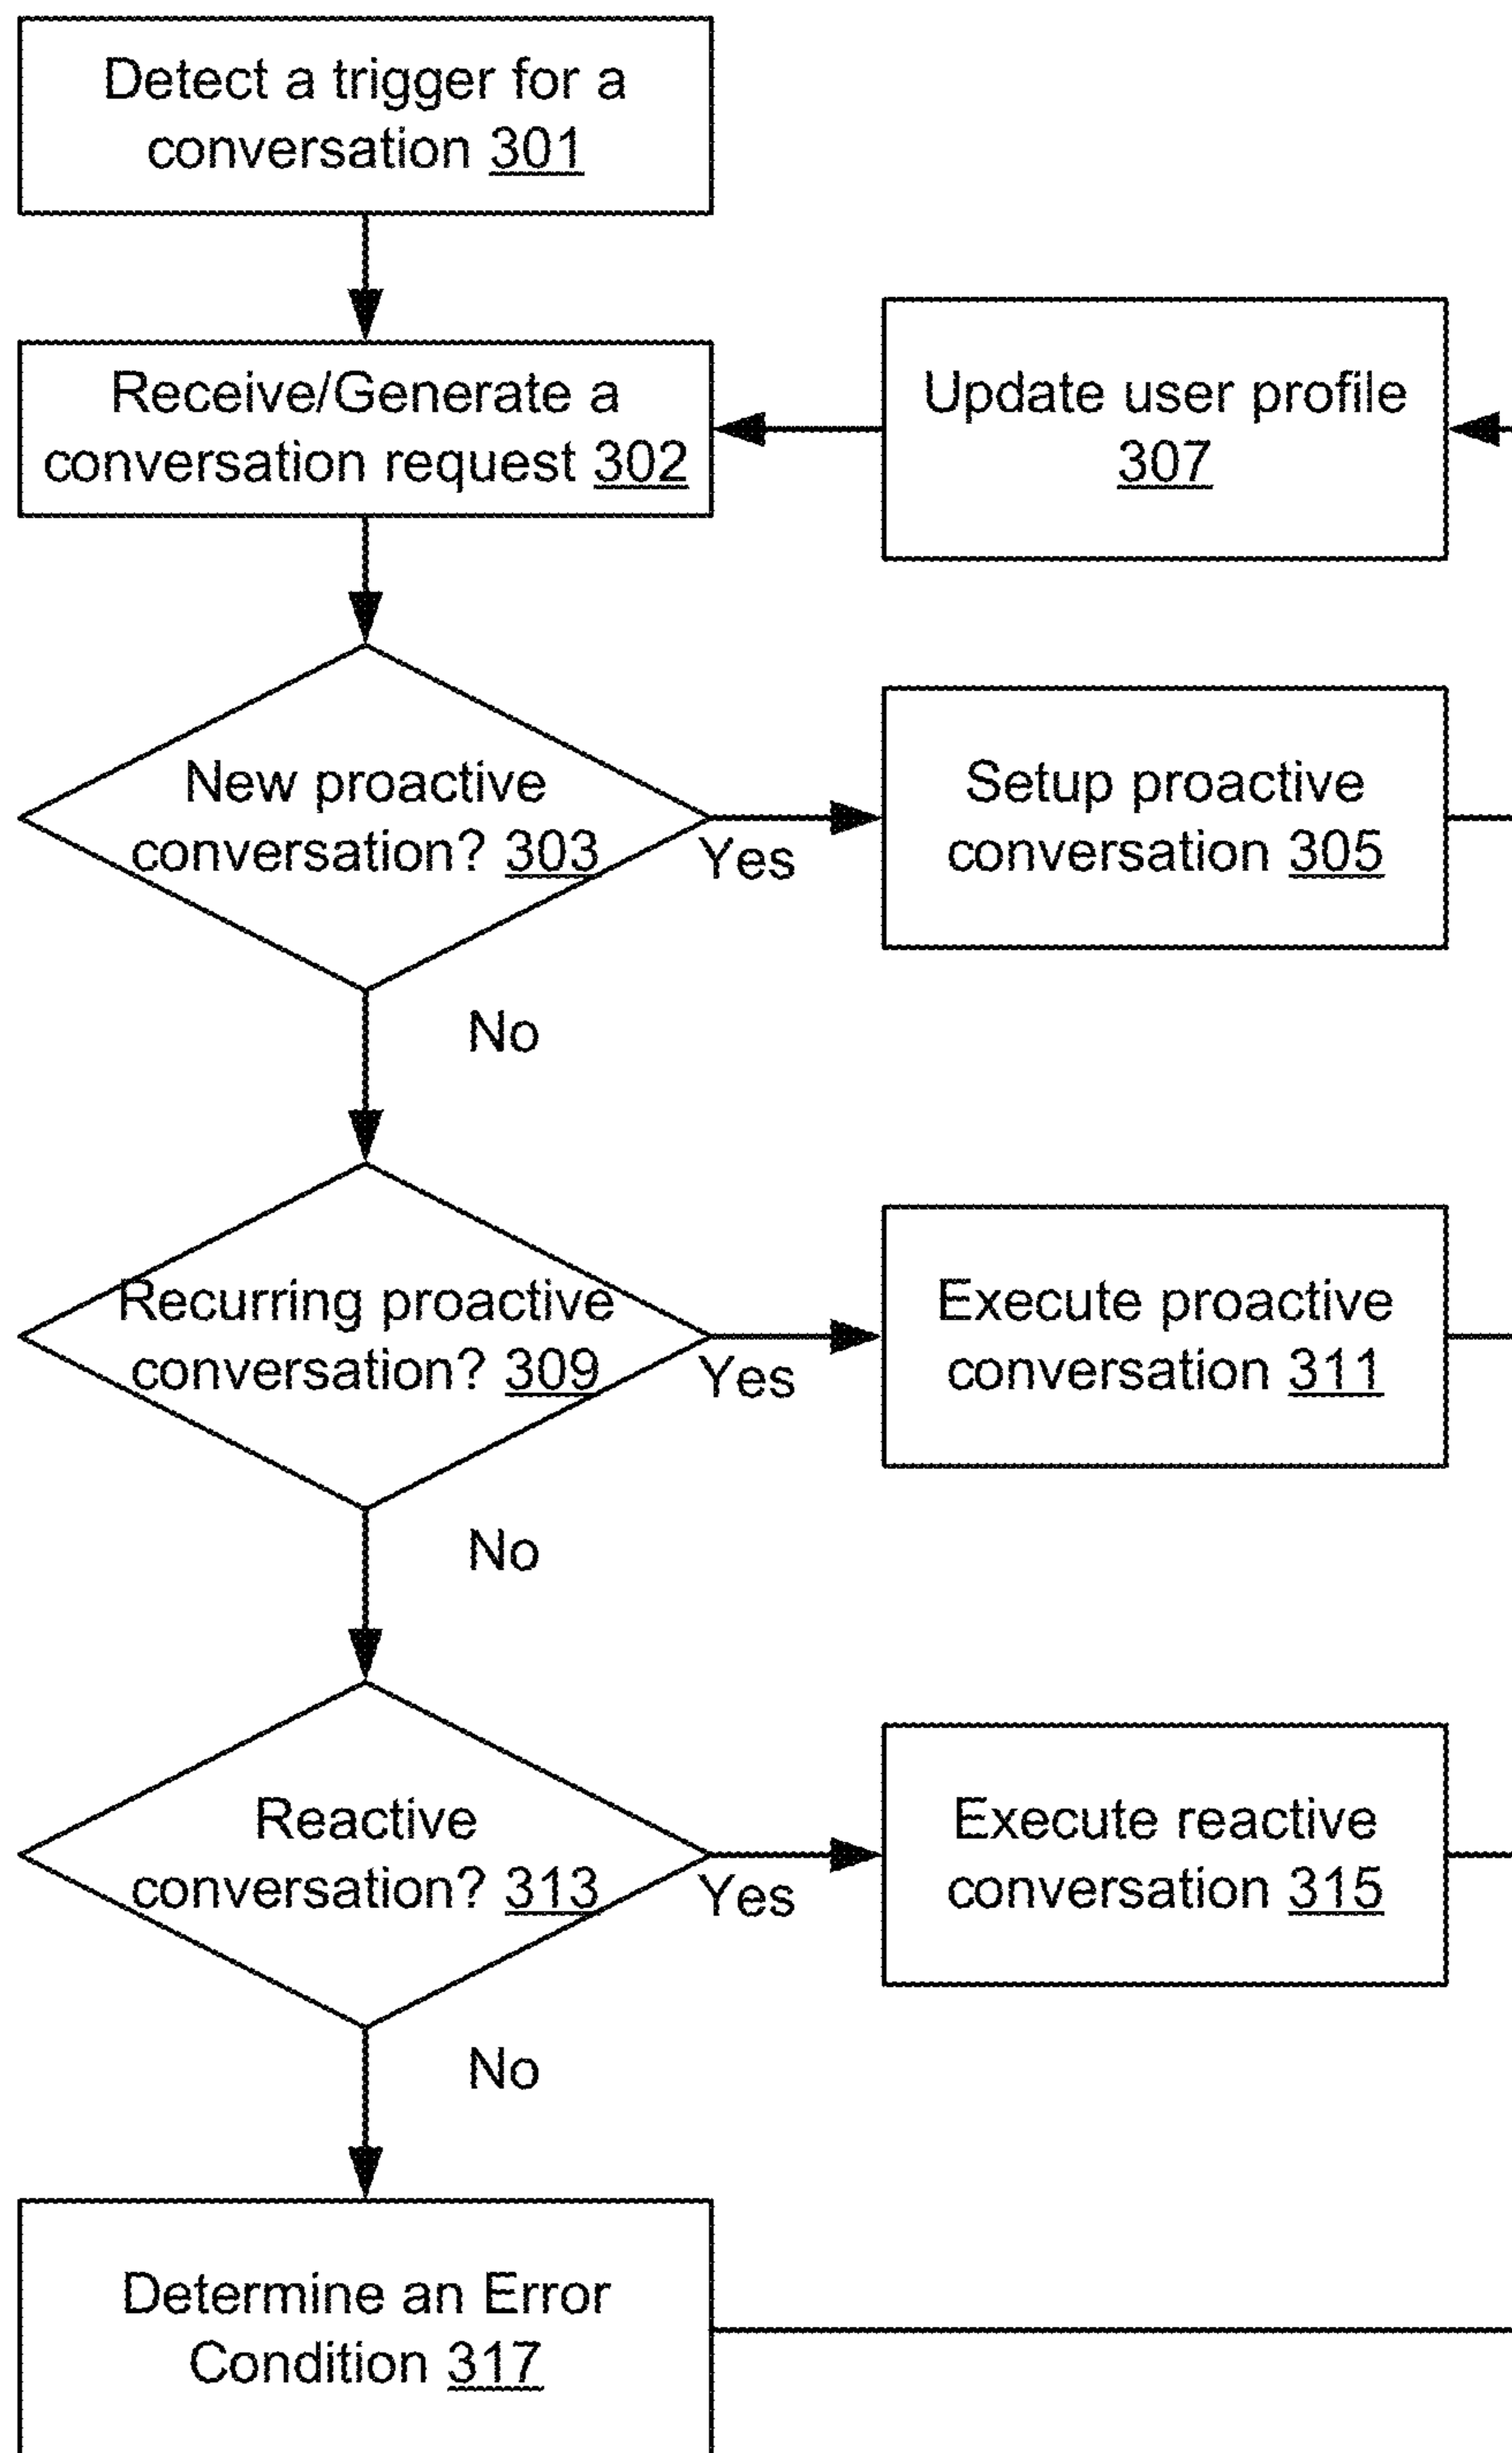 Detect a trigger for a
conversation 301
Receive/Generate a
conversation request 302
Update user profile
307
New proactive
conversation? 303
Yes
Setup proactive
conversation 305
No
Recurring proactive
conversation? 309
Yes
Execute proactive
conversation 311
No
Reactive
conversation? 313
Yes
Execute reactive
conversation 315
No
Determine an Error
Condition 317